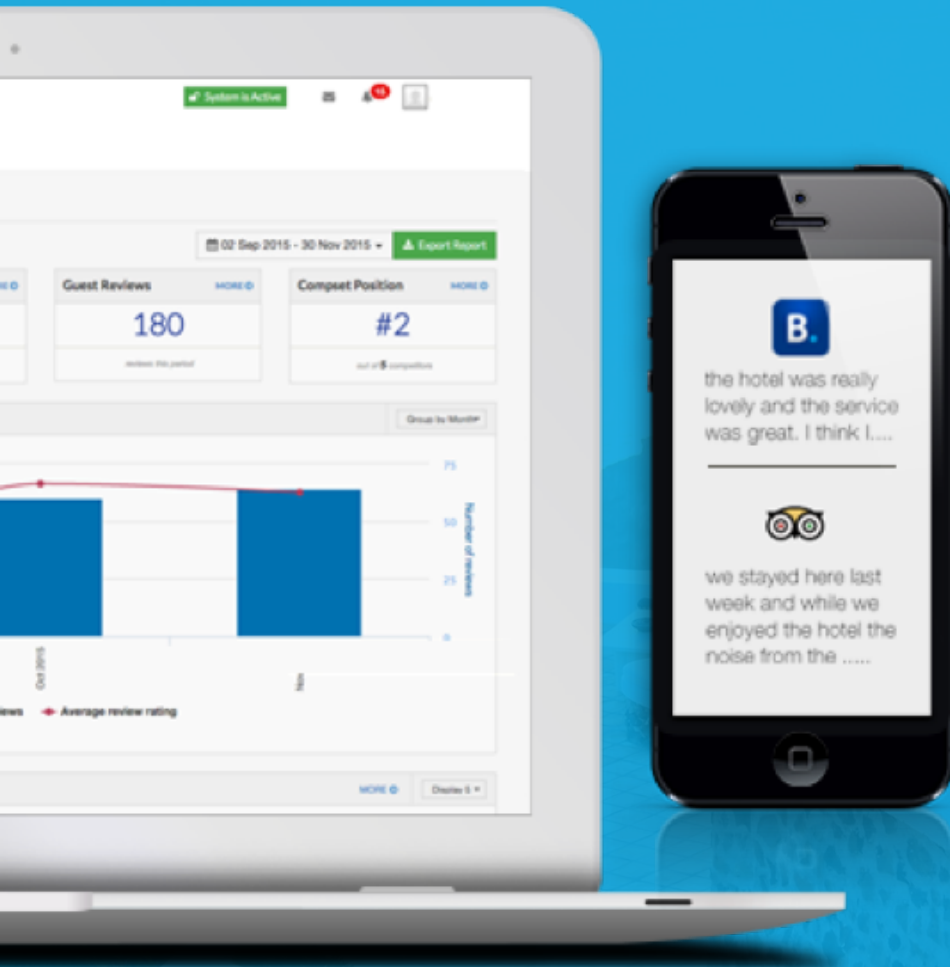 System is Active
02 Sep 2015 - 30 Nov 2015
Export Report
Guest Reviews
MORE
Compset Position
MORE
180
#2
reviews this period
out of 5 competitors
Group by Month
75
50
25
0
Number of reviews
Oct 2015
Nov
Average review rating
MORE
Display 5
B.
the hotel was really
lovely and the service
was great. I think I....
we stayed here last
week and while we
enjoyed the hotel the
noise from the .....